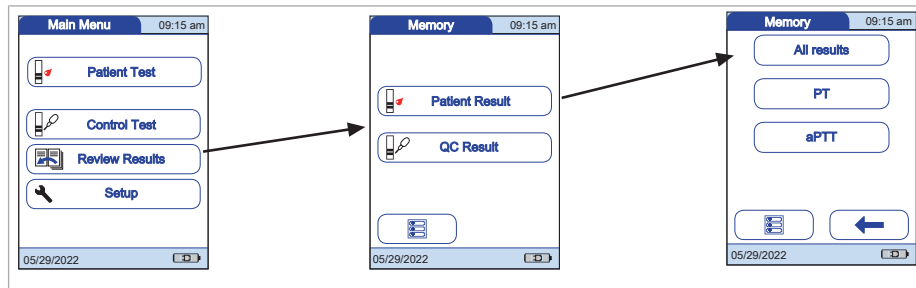 Main Menu 09:15 am
Patient Test
Control Test
Review Results
Setup
05/29/2022
Memory 09:15 am
Patient Result
QC Result
05/29/2022
Memory 09:15 am
All results
PT
aPTT
05/29/2022